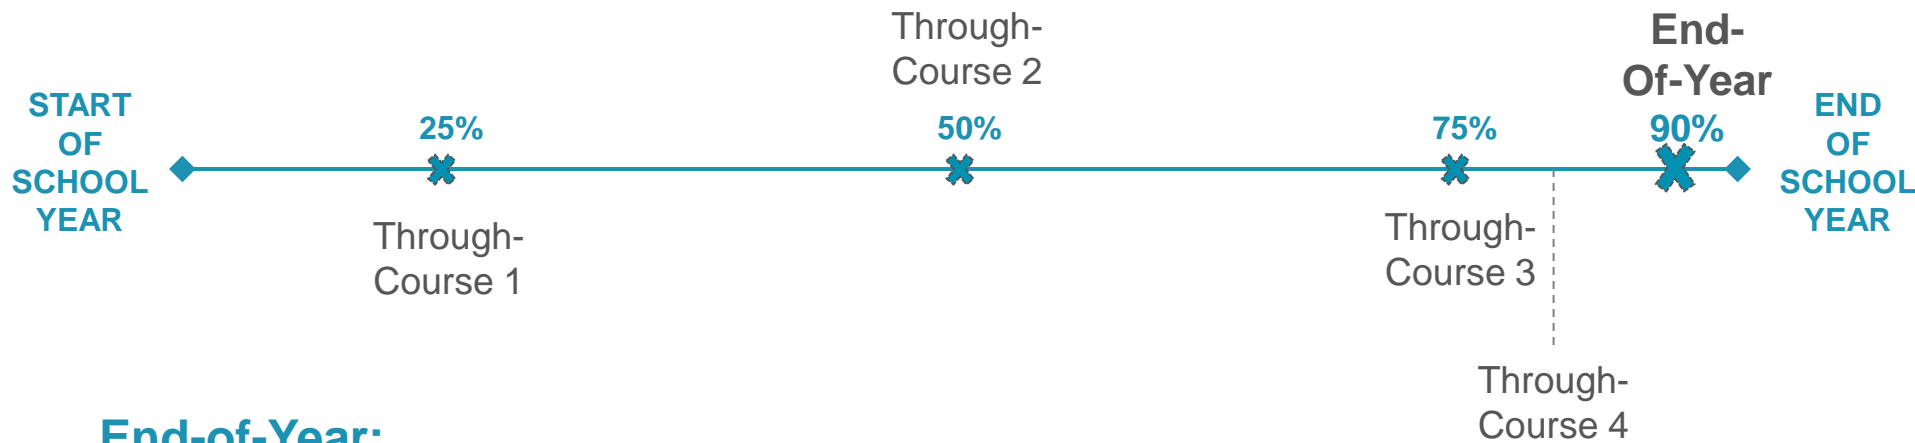 START
OF
SCHOOL
YEAR
25%
Through-
Course 1
Through-
Course 2
50%
75%
Through-
Course 3
Through-
Course 4
End-
Of-Year
90%
END
OF
SCHOOL
YEAR
End-of-Year: